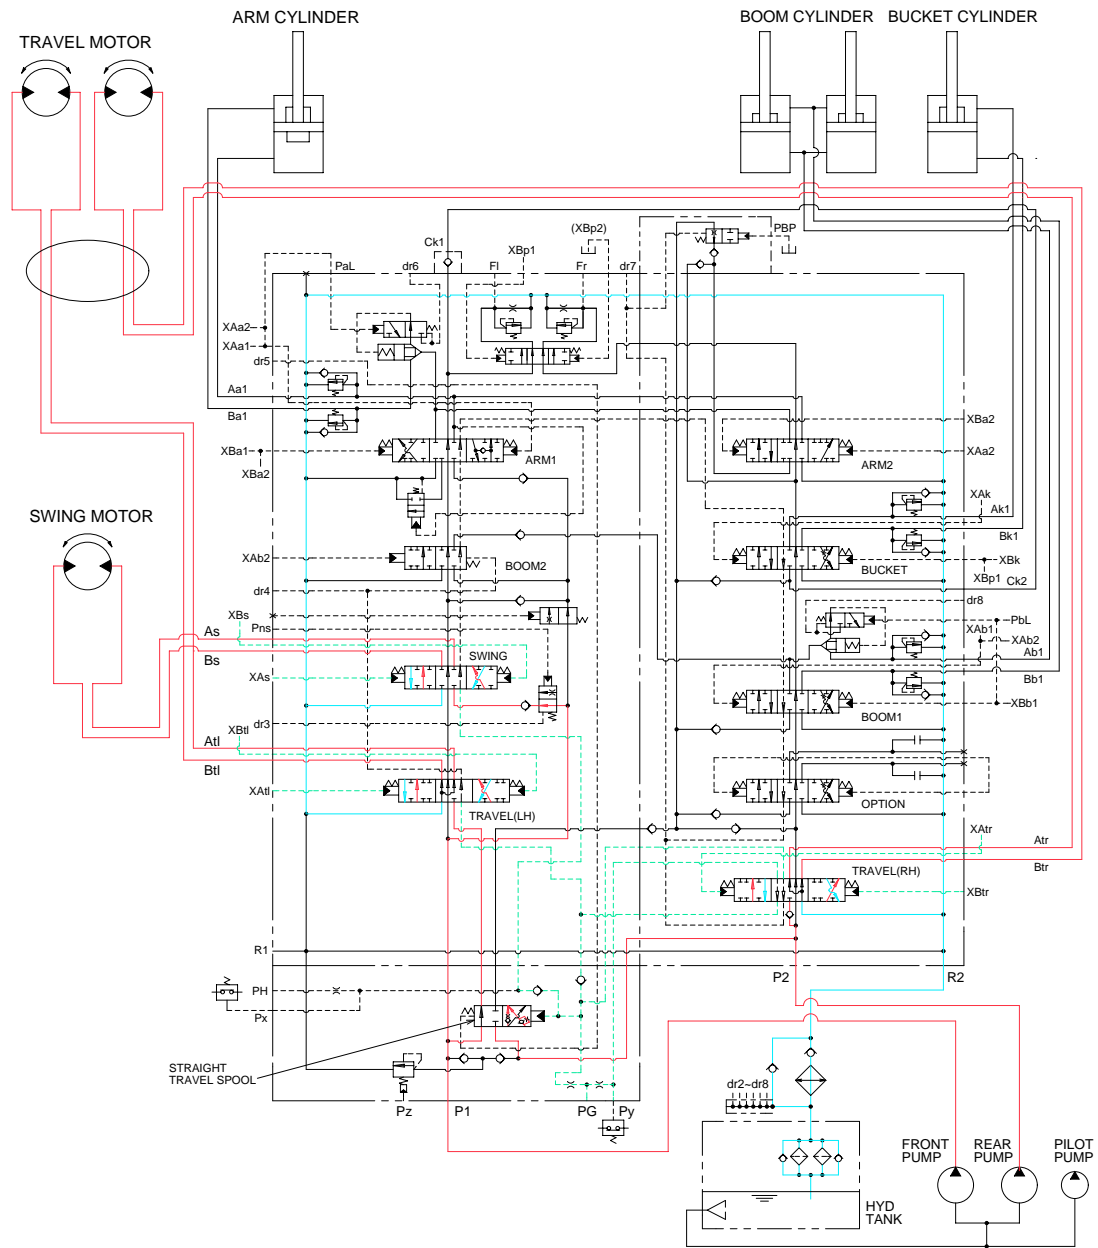 ARM CYLINDER
BOOM CYLINDER
BUCKET CYLINDER
TRAVEL MOTOR
Ck1
XBp1
(XBp2)
PBP
PaL
dr6
Fl
Fr
dr7
XAa2
XAa1
dr5
Aa1
Ba1
XBa1
XBa2
ARM1
XBa2
XAa2
ARM2
XAk
Ak1
Bk1
SWING MOTOR
XAb2
BOOM2
BUCKET
XBk
XBp1
Ck2
dr4
dr8
XBs
Pns
PbL
XAb1
XAb2
Ab1
As
Bs
SWING
XAs
Bb1
XBb1
BOOM1
dr3
XBtl
Atl
Btl
XAtl
TRAVEL(LH)
OPTION
XAtr
Atr
Btr
TRAVEL(RH)
XBtr
R1
P2
R2
PH
Px
STRAIGHT
TRAVEL SPOOL
dr2~dr8
Pz
P1
PG
Py
FRONT
PUMP
REAR
PUMP
PILOT
PUMP
HYD
TANK